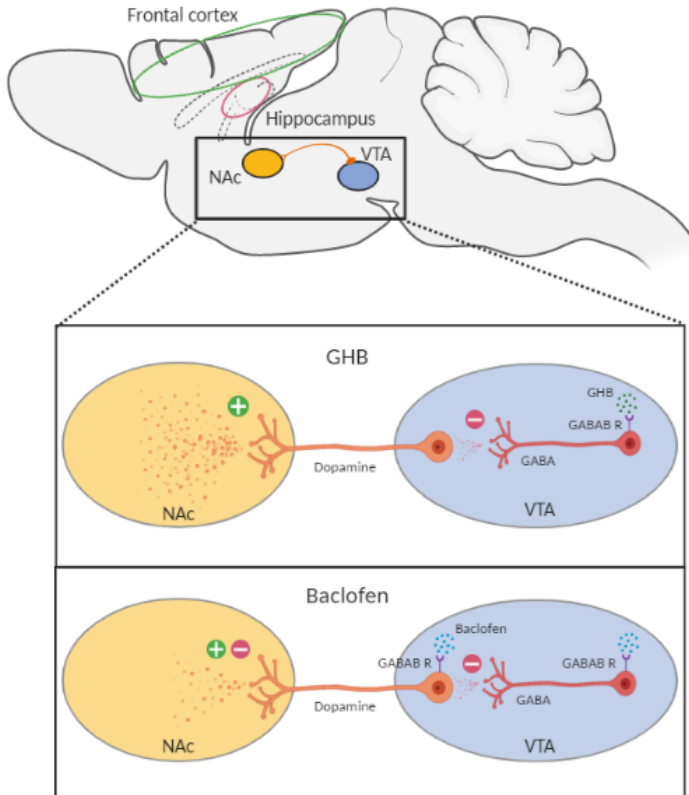 Frontal cortex
Hippocampus
VTA
NAc
GHB
GHB
GABAB R
GABA
Dopamine
NAc
VTA
Baclofen
Baclofen
GABAB R
GABAB R
GABA
Dopamine
NAc
VTA